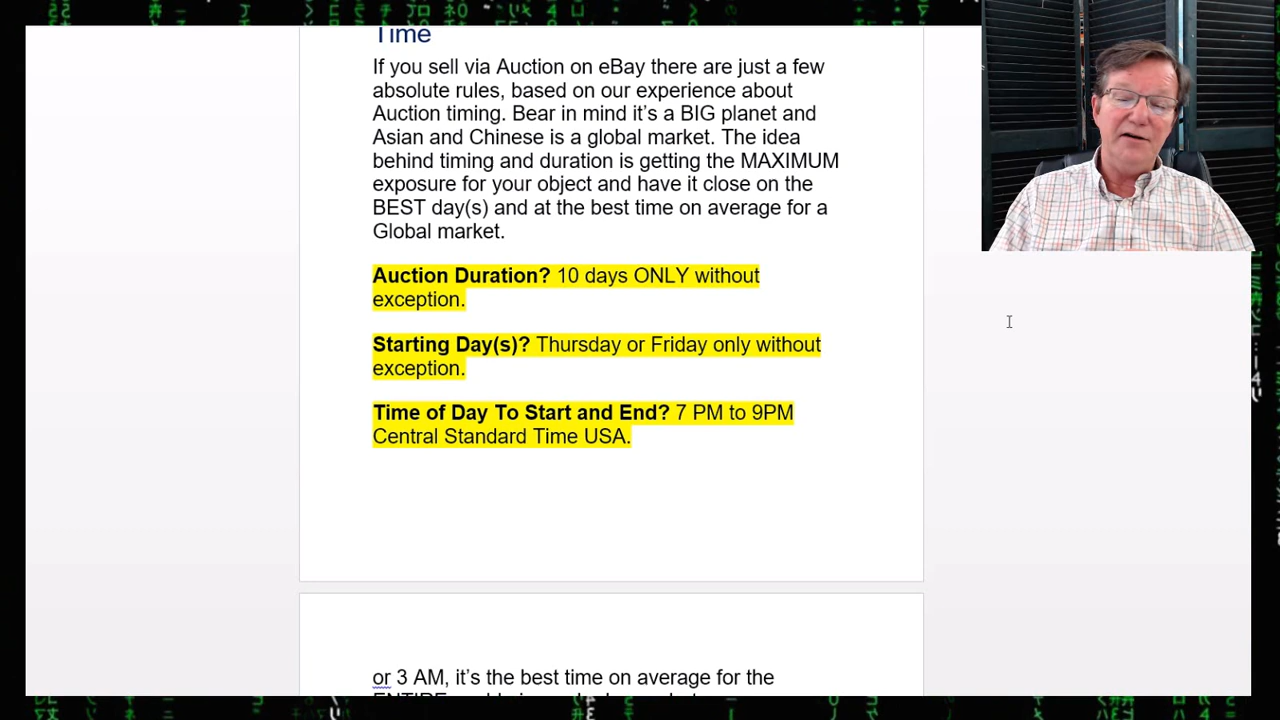 Time
If you sell via Auction on eBay there are just a few
absolute rules, based on our experience about
Auction timing. Bear in mind it's a BIG planet and
Asian and Chinese is a global market. The idea
behind timing and duration is getting the MAXIMUM
exposure for your object and have it close on the
BEST day(s) and at the best time on average for a
Global market.
Auction Duration? 10 days ONLY without
exception.
Starting Day(s)? Thursday or Friday only without
exception.
Time of Day To Start and End? 7 PM to 9PM
Central Standard Time USA.
or 3 AM, it's the best time on average for the
ENTIRE